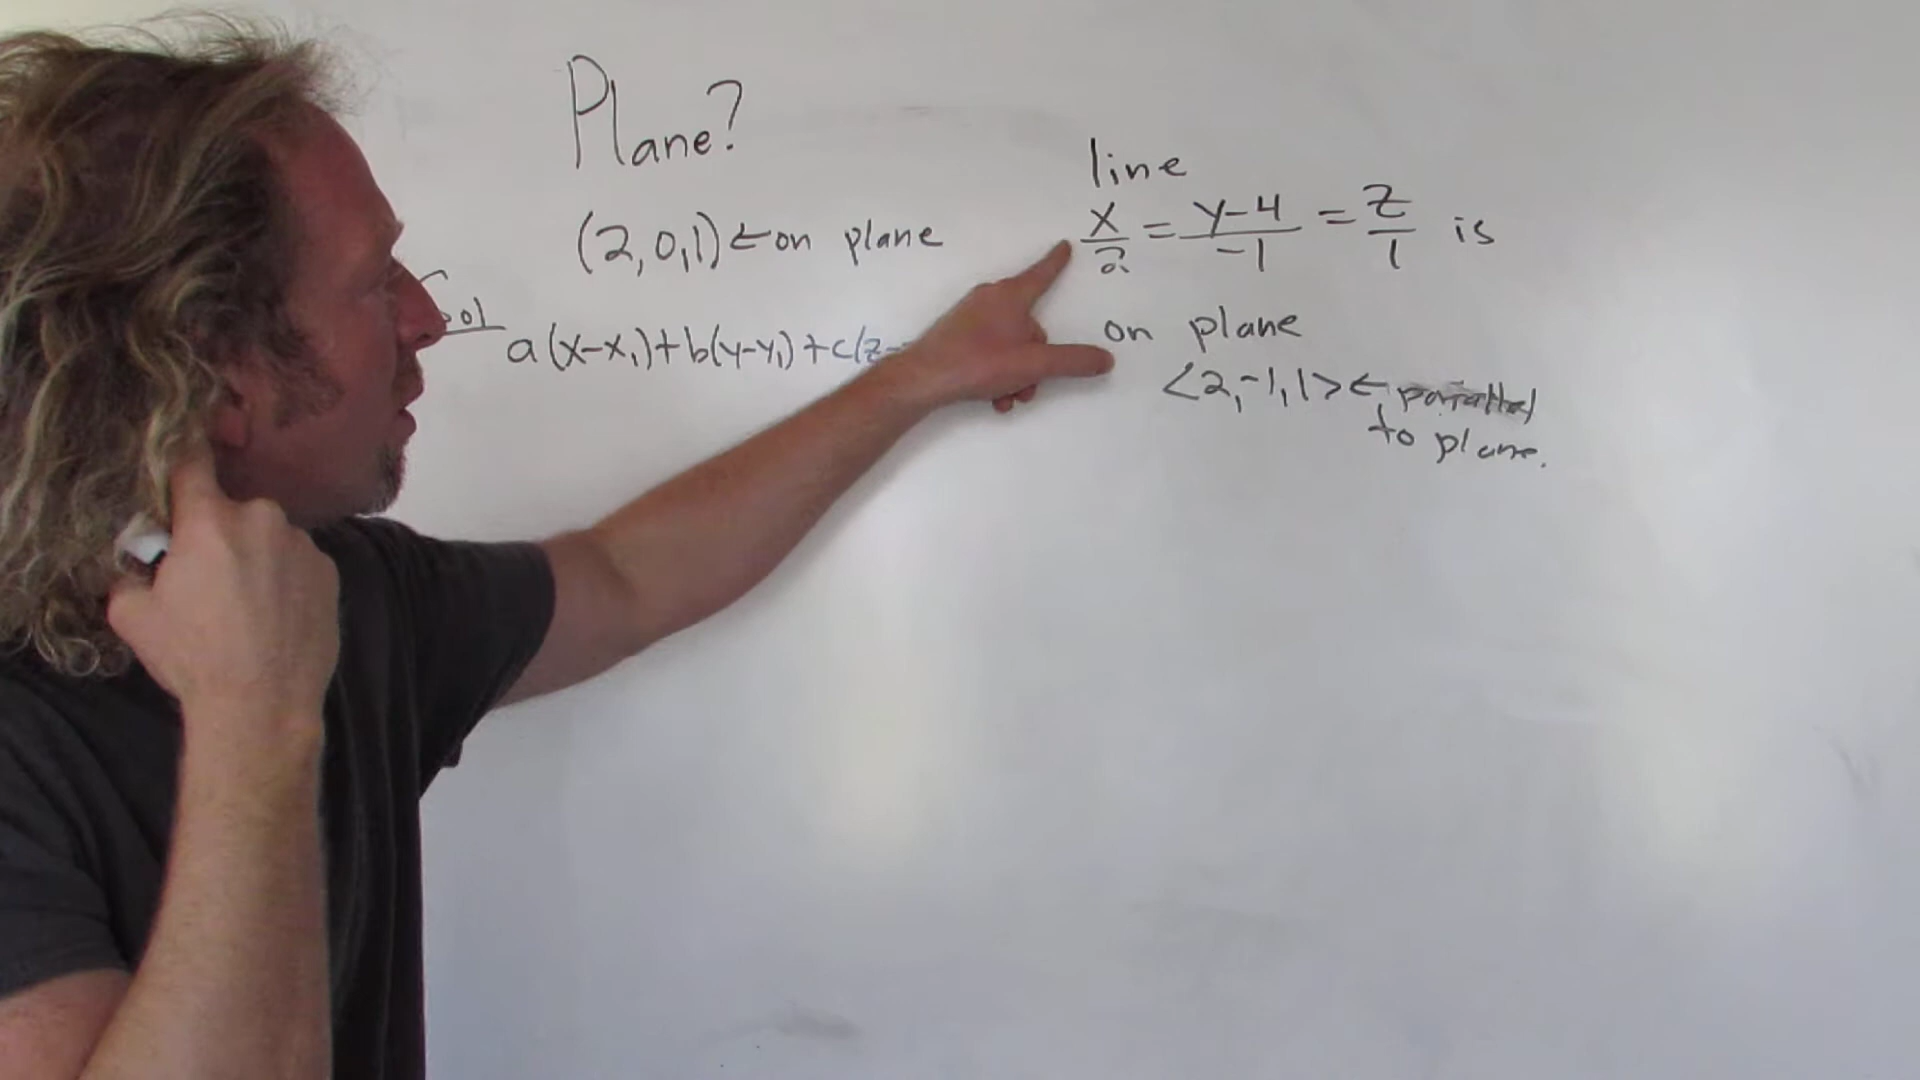 Plane?
(2,0,1) ← on plane
Sol
a(x-x₁)+b(y-y₁)+c(z-
line
x/2 = y-4/-1 = z/1 is
on plane
<2,-1,1> ← parallel
to plane.